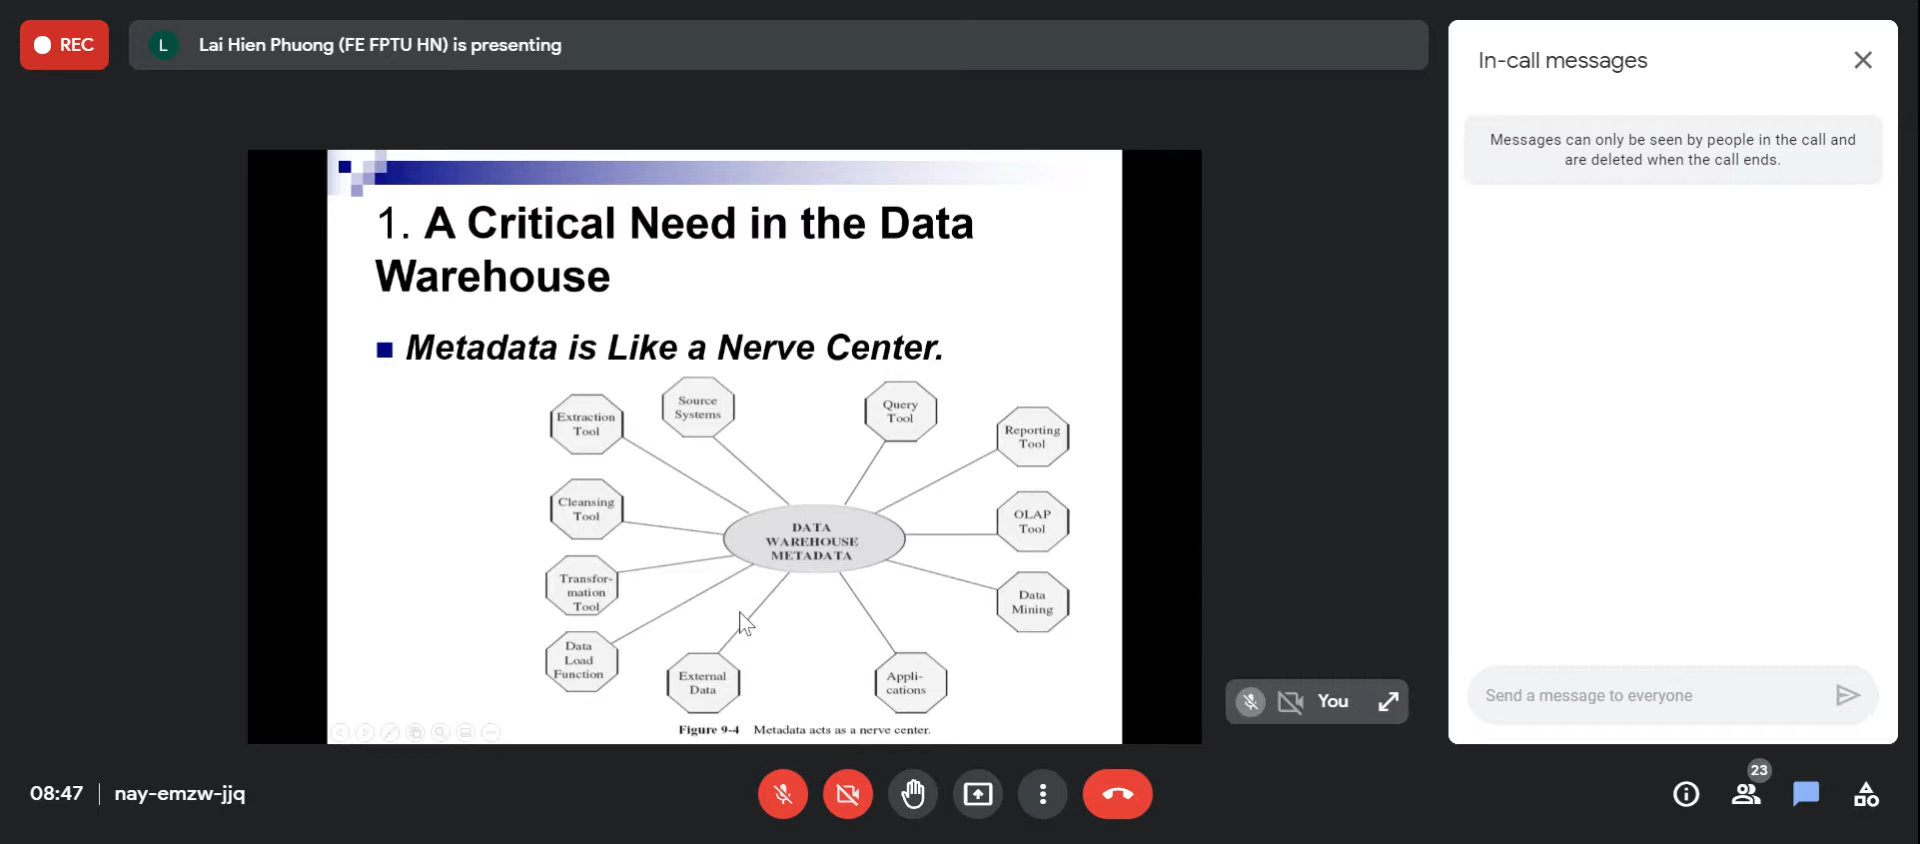 REC
L
Lai Hien Phuong (FE FPTU HN) is presenting
In-call messages
Messages can only be seen by people in the call and
are deleted when the call ends.
1. A Critical Need in the Data
Warehouse
Metadata is Like a Nerve Center.
Source
Systems
Query
Tool
Extraction
Tool
Reporting
Tool
Cleansing
Tool
OLAP
Tool
DATA
WAREHOUSE
METADATA
Transfor-
mation
Tool
Data
Mining
Data
Load
Function
External
Data
Appli-
cations
Figure 9-4 Metadata acts as a nerve center.
You
Send a message to everyone
08:47 | nay-emzw-jjq
23